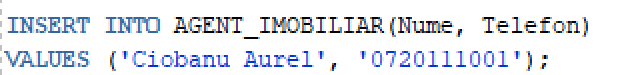 INSERT INTO AGENT_IMOBILIAR(Nume, Telefon)
VALUES ('Ciobanu Aurel', '0720111001');